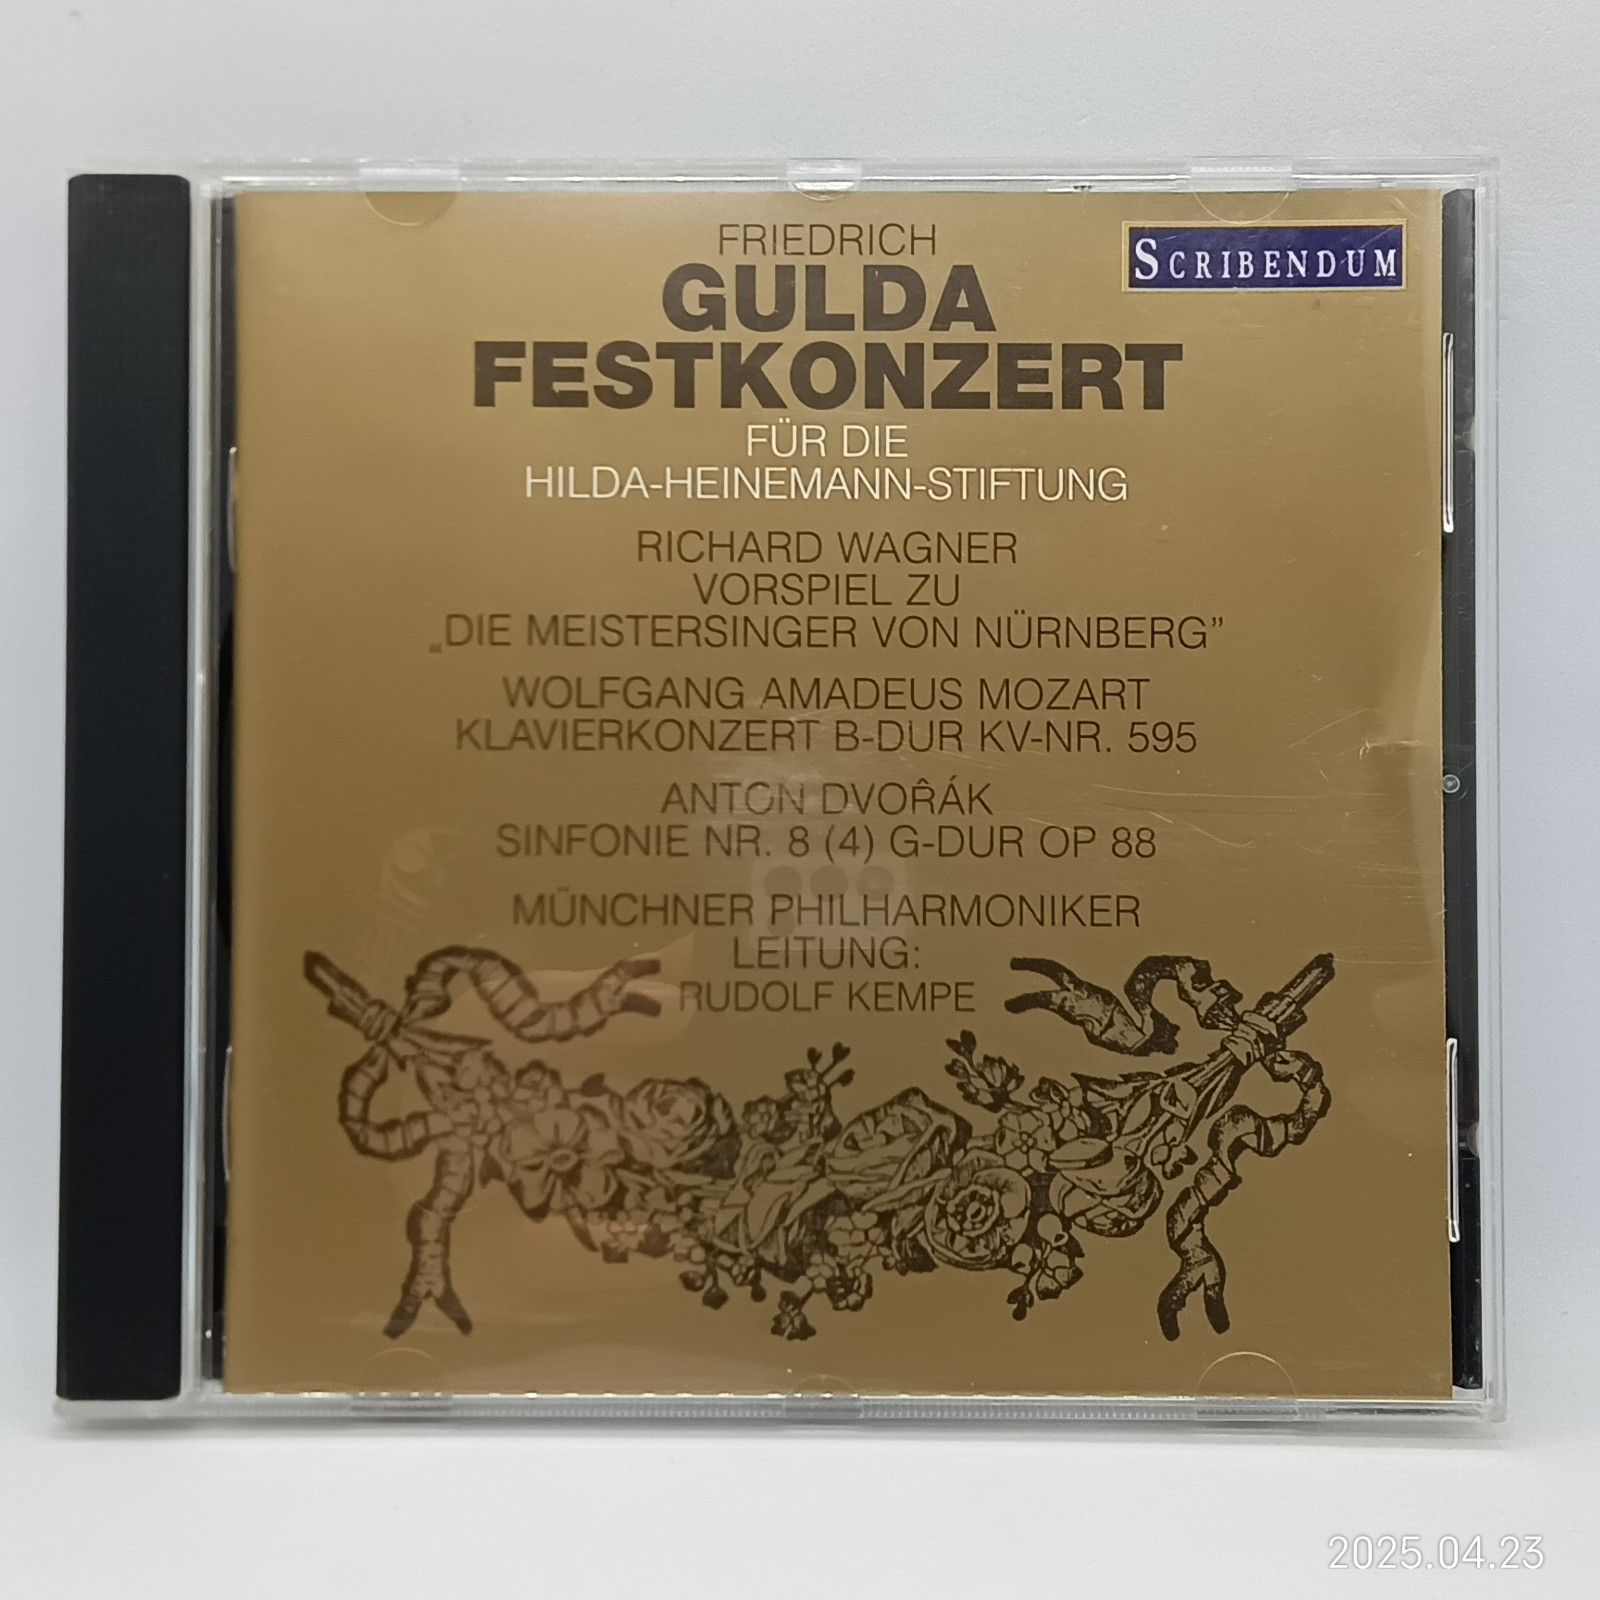 FRIEDRICH
GULDA
FESTKONZERT
FÜR DIE
HILDA-HEINEMANN-STIFTUNG
SCRIBENDUM
RICHARD WAGNER
VORSPIEL ZU
„DIE MEISTERSINGER VON NÜRNBERG”
WOLFGANG AMADEUS MOZART
KLAVIERKONZERT B-DUR KV-NR. 595
ANTON DVOŘÁK
SINFONIE NR. 8 (4) G-DUR OP 88
MÜNCHNER PHILHARMONIKER
LEITUNG:
RUDOLF KEMPE
2025.04.23